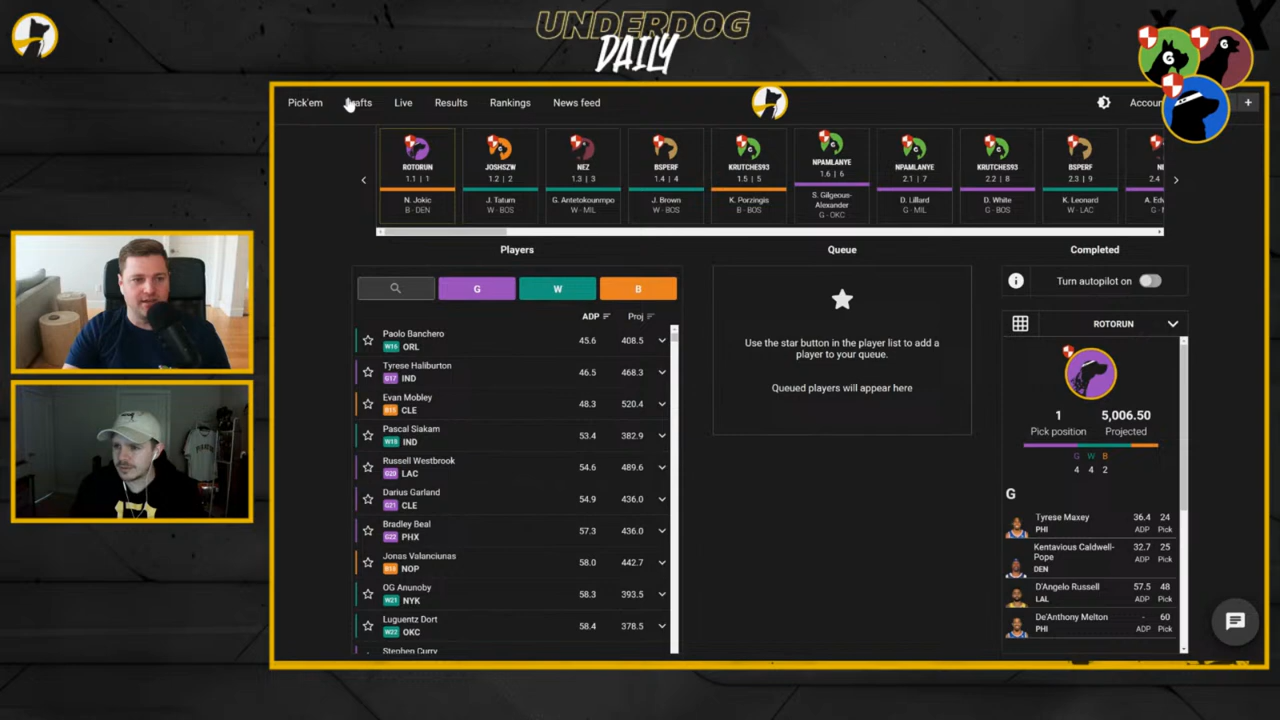 UNDERDOG
DAILY
Pick'em
Drafts
Live
Results
Rankings
News feed
ROTORUN
1.1 | 1
N. Jokic
B - DEN
JOSHSZW
1.2 | 2
J. Tatum
W - BOS
NEZ
1.3 | 3
G. Antetokounmpo
W - MIL
BSPERF
1.4 | 4
J. Brown
W - BOS
KRUTCHES93
1.5 | 5
K. Porzingis
B - BOS
NPAMLANYE
1.6 | 6
S. Gilgeous-
Alexander
G - OKC
NPAMLANYE
2.1 | 7
D. Lillard
G - MIL
KRUTCHES93
2.2 | 8
D. White
G - BOS
BSPERF
2.3 | 9
K. Leonard
W - LAC
2.4
Players
Queue
Completed
G
W
B
ADP
Proj
Paolo Banchero
W16 ORL
45.6
408.5
Tyrese Haliburton
G17 IND
46.5
468.3
Evan Mobley
CLE
48.3
520.4
Pascal Siakam
IND
53.4
382.9
Russell Westbrook
G20 LAC
54.6
489.6
Darius Garland
G21 CLE
54.9
436.0
Bradley Beal
G22 PHX
57.3
436.0
Jonas Valanciunas
NOP
58.0
442.7
OG Anunoby
W21 NYK
58.3
393.5
Luguentz Dort
W22 OKC
58.4
378.5
Stephen Curry
Use the star button in the player list to add a
player to your queue.
Queued players will appear here
Turn autopilot on
ROTORUN
1
5,006.50
Pick position
Projected
G W B
4 4 2
G
Tyrese Maxey
PHI
36.4
ADP
24
Pick
Kentavious Caldwell-
Pope
DEN
32.7
ADP
25
Pick
D'Angelo Russell
LAL
57.5
ADP
48
Pick
De'Anthony Melton
PHI
-
ADP
60
Pick